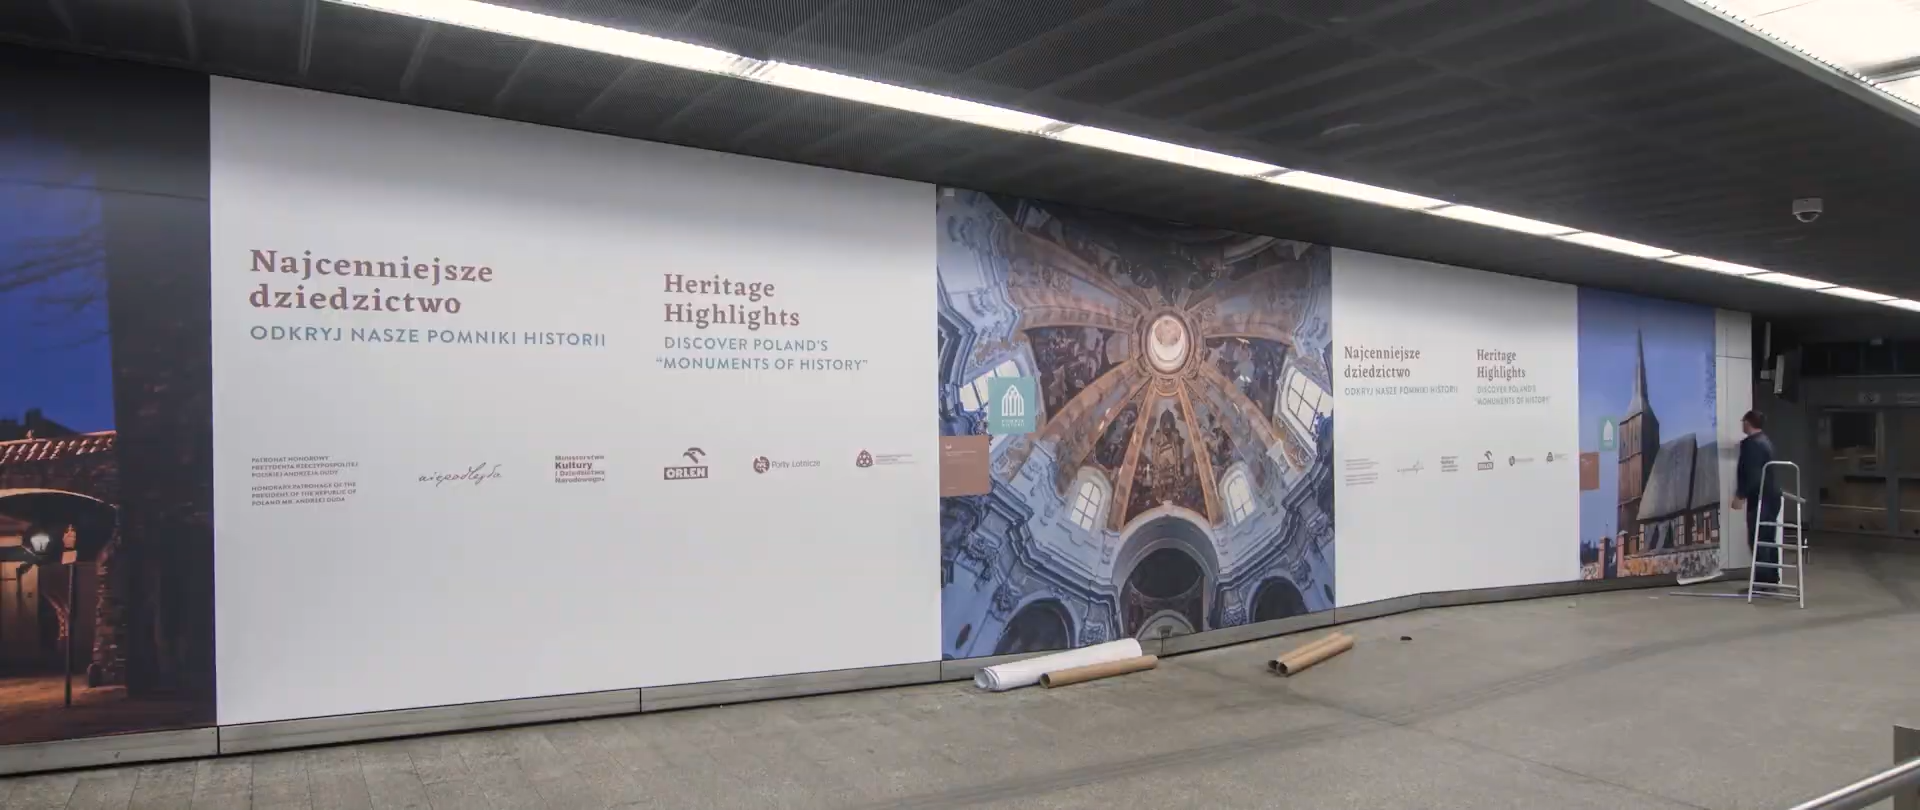 Najcenniejsze
dziedzictwo
ODKRYJ NASZE POMNIKI HISTORII
Heritage
Highlights
DISCOVER POLAND'S
“MONUMENTS OF HISTORY”
PATRONAT HONOROWY
PREZYDENTA RZECZYPOSPOLITEJ
POLSKIEJ ANDRZEJA DUDY
HONORARY PATRONAGE OF THE
PRESIDENT OF THE REPUBLIC OF
POLAND MR. ANDRZEJ DUDA
niepodległa
Ministerstwo
Kultury
i Dziedzictwa
Narodowego
ORLEN
Porty Lotnicze
Najcenniejsze
dziedzictwo
ODKRYJ NASZE POMNIKI HISTORII
Heritage
Highlights
DISCOVER POLAND'S
“MONUMENTS OF HISTORY”